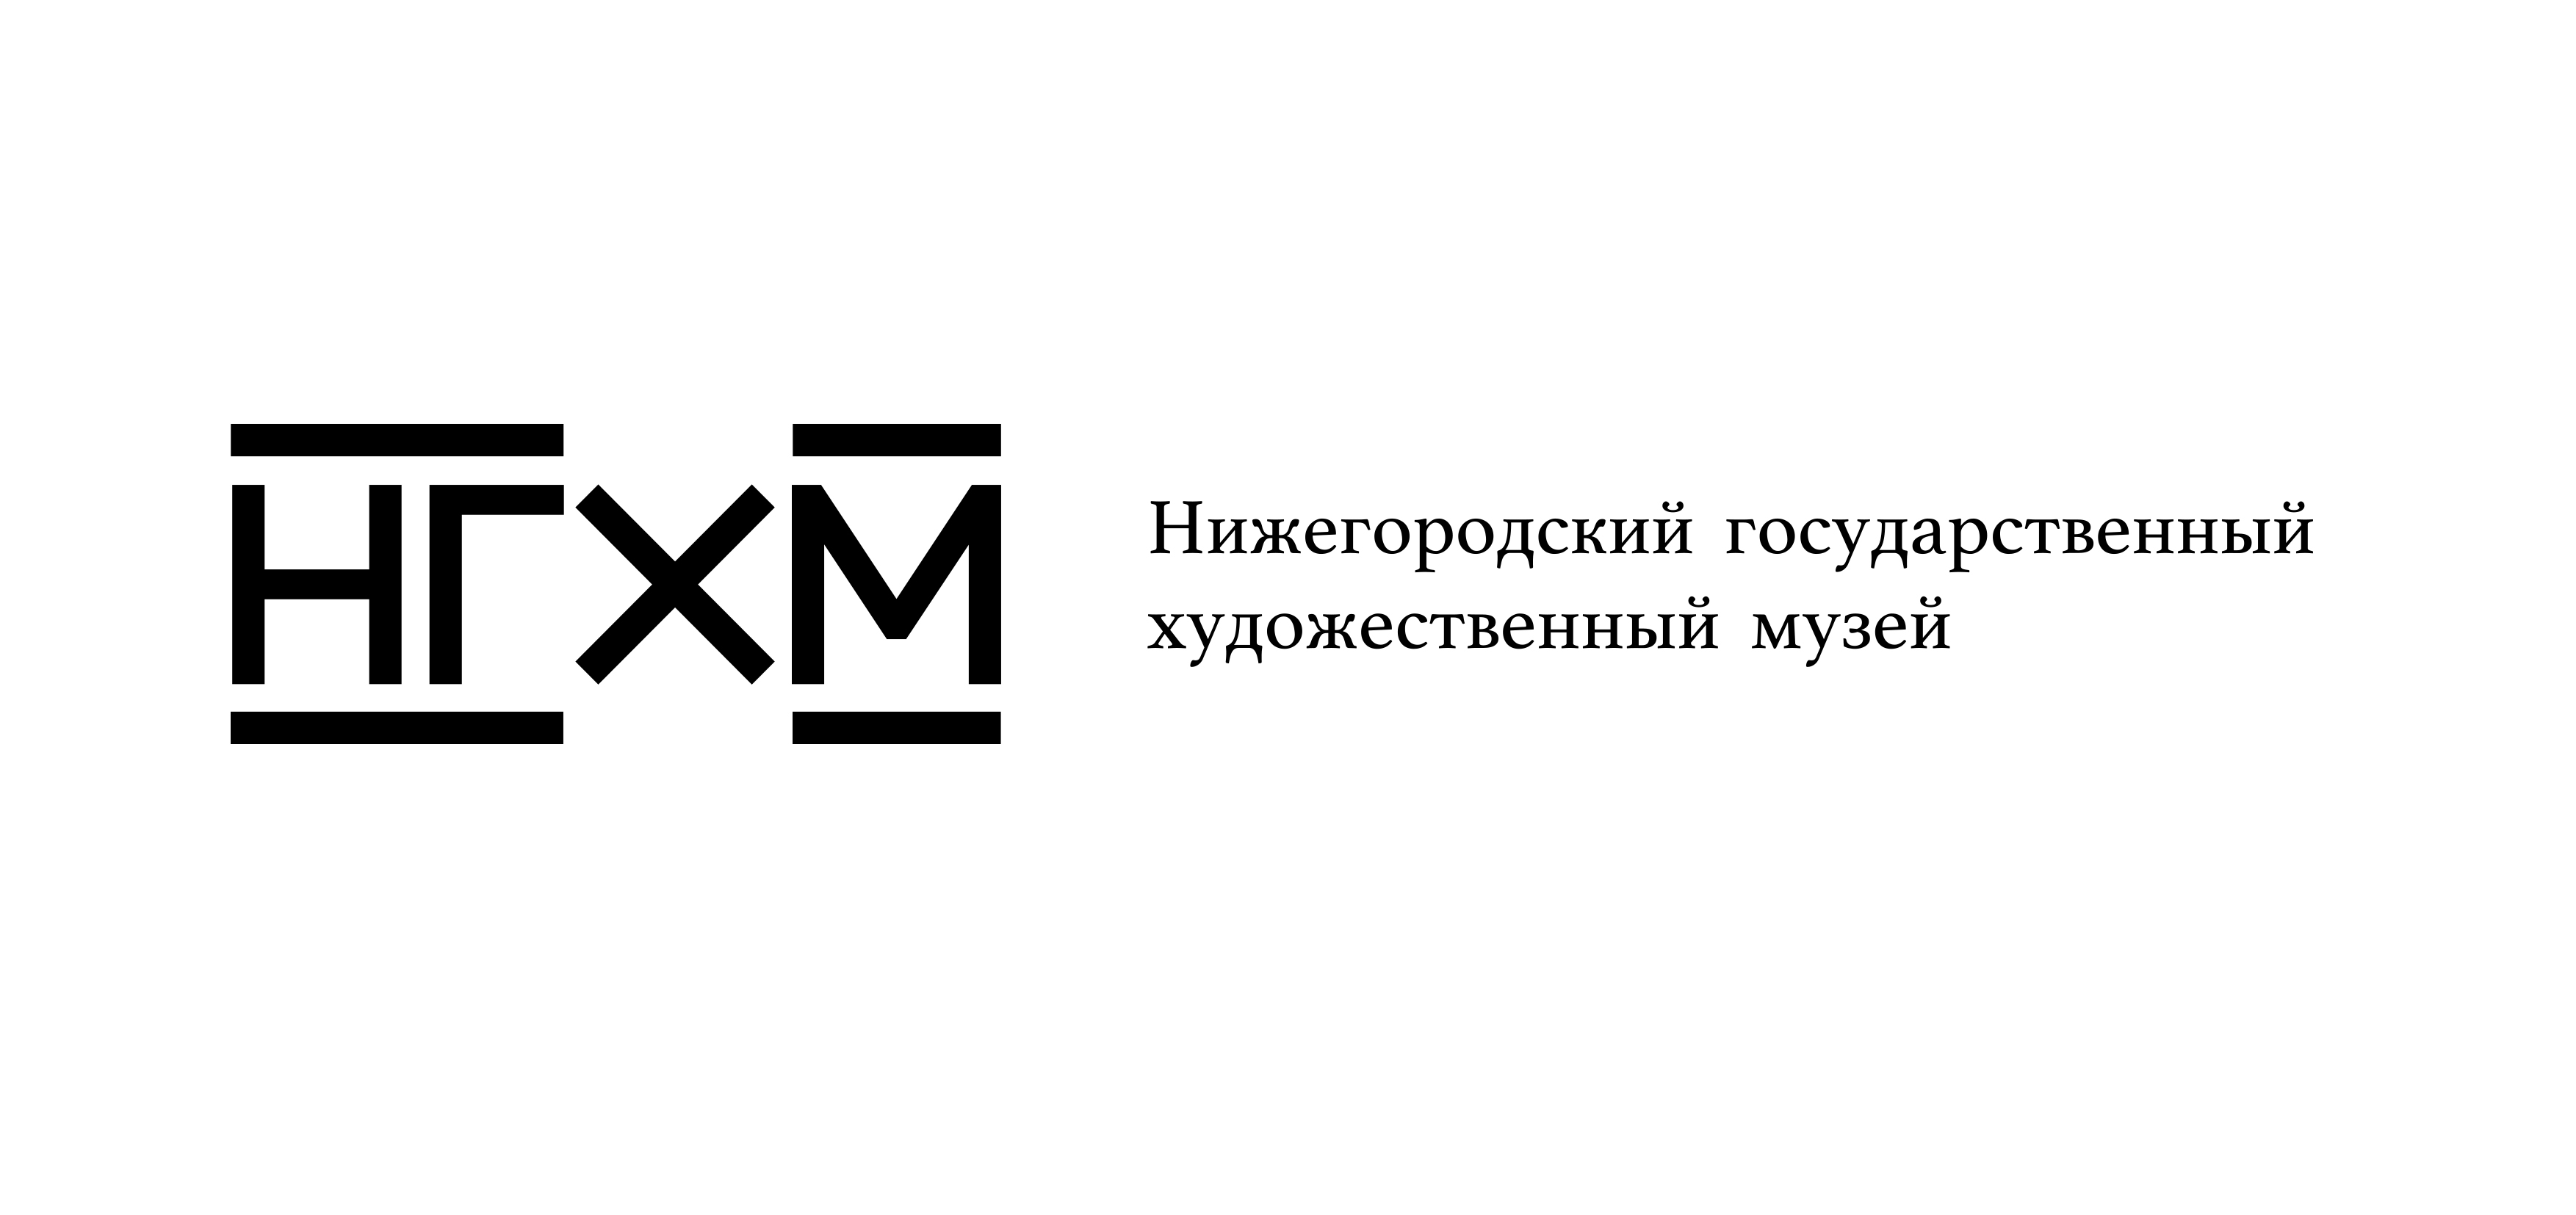 НГХМ
Нижегородский государственный
художественный музей